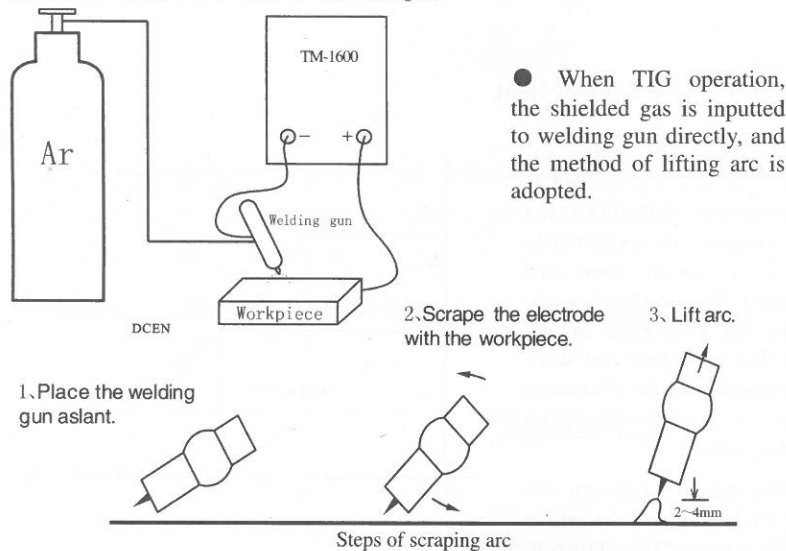 TM-1600
− +
Ar
Welding gun
Workpiece
DCEN
● When TIG operation,
the shielded gas is inputted
to welding gun directly, and
the method of lifting arc is
adopted.
1、Place the welding
gun aslant.
2、Scrape the electrode
with the workpiece.
3、Lift arc.
2~4mm
Steps of scraping arc